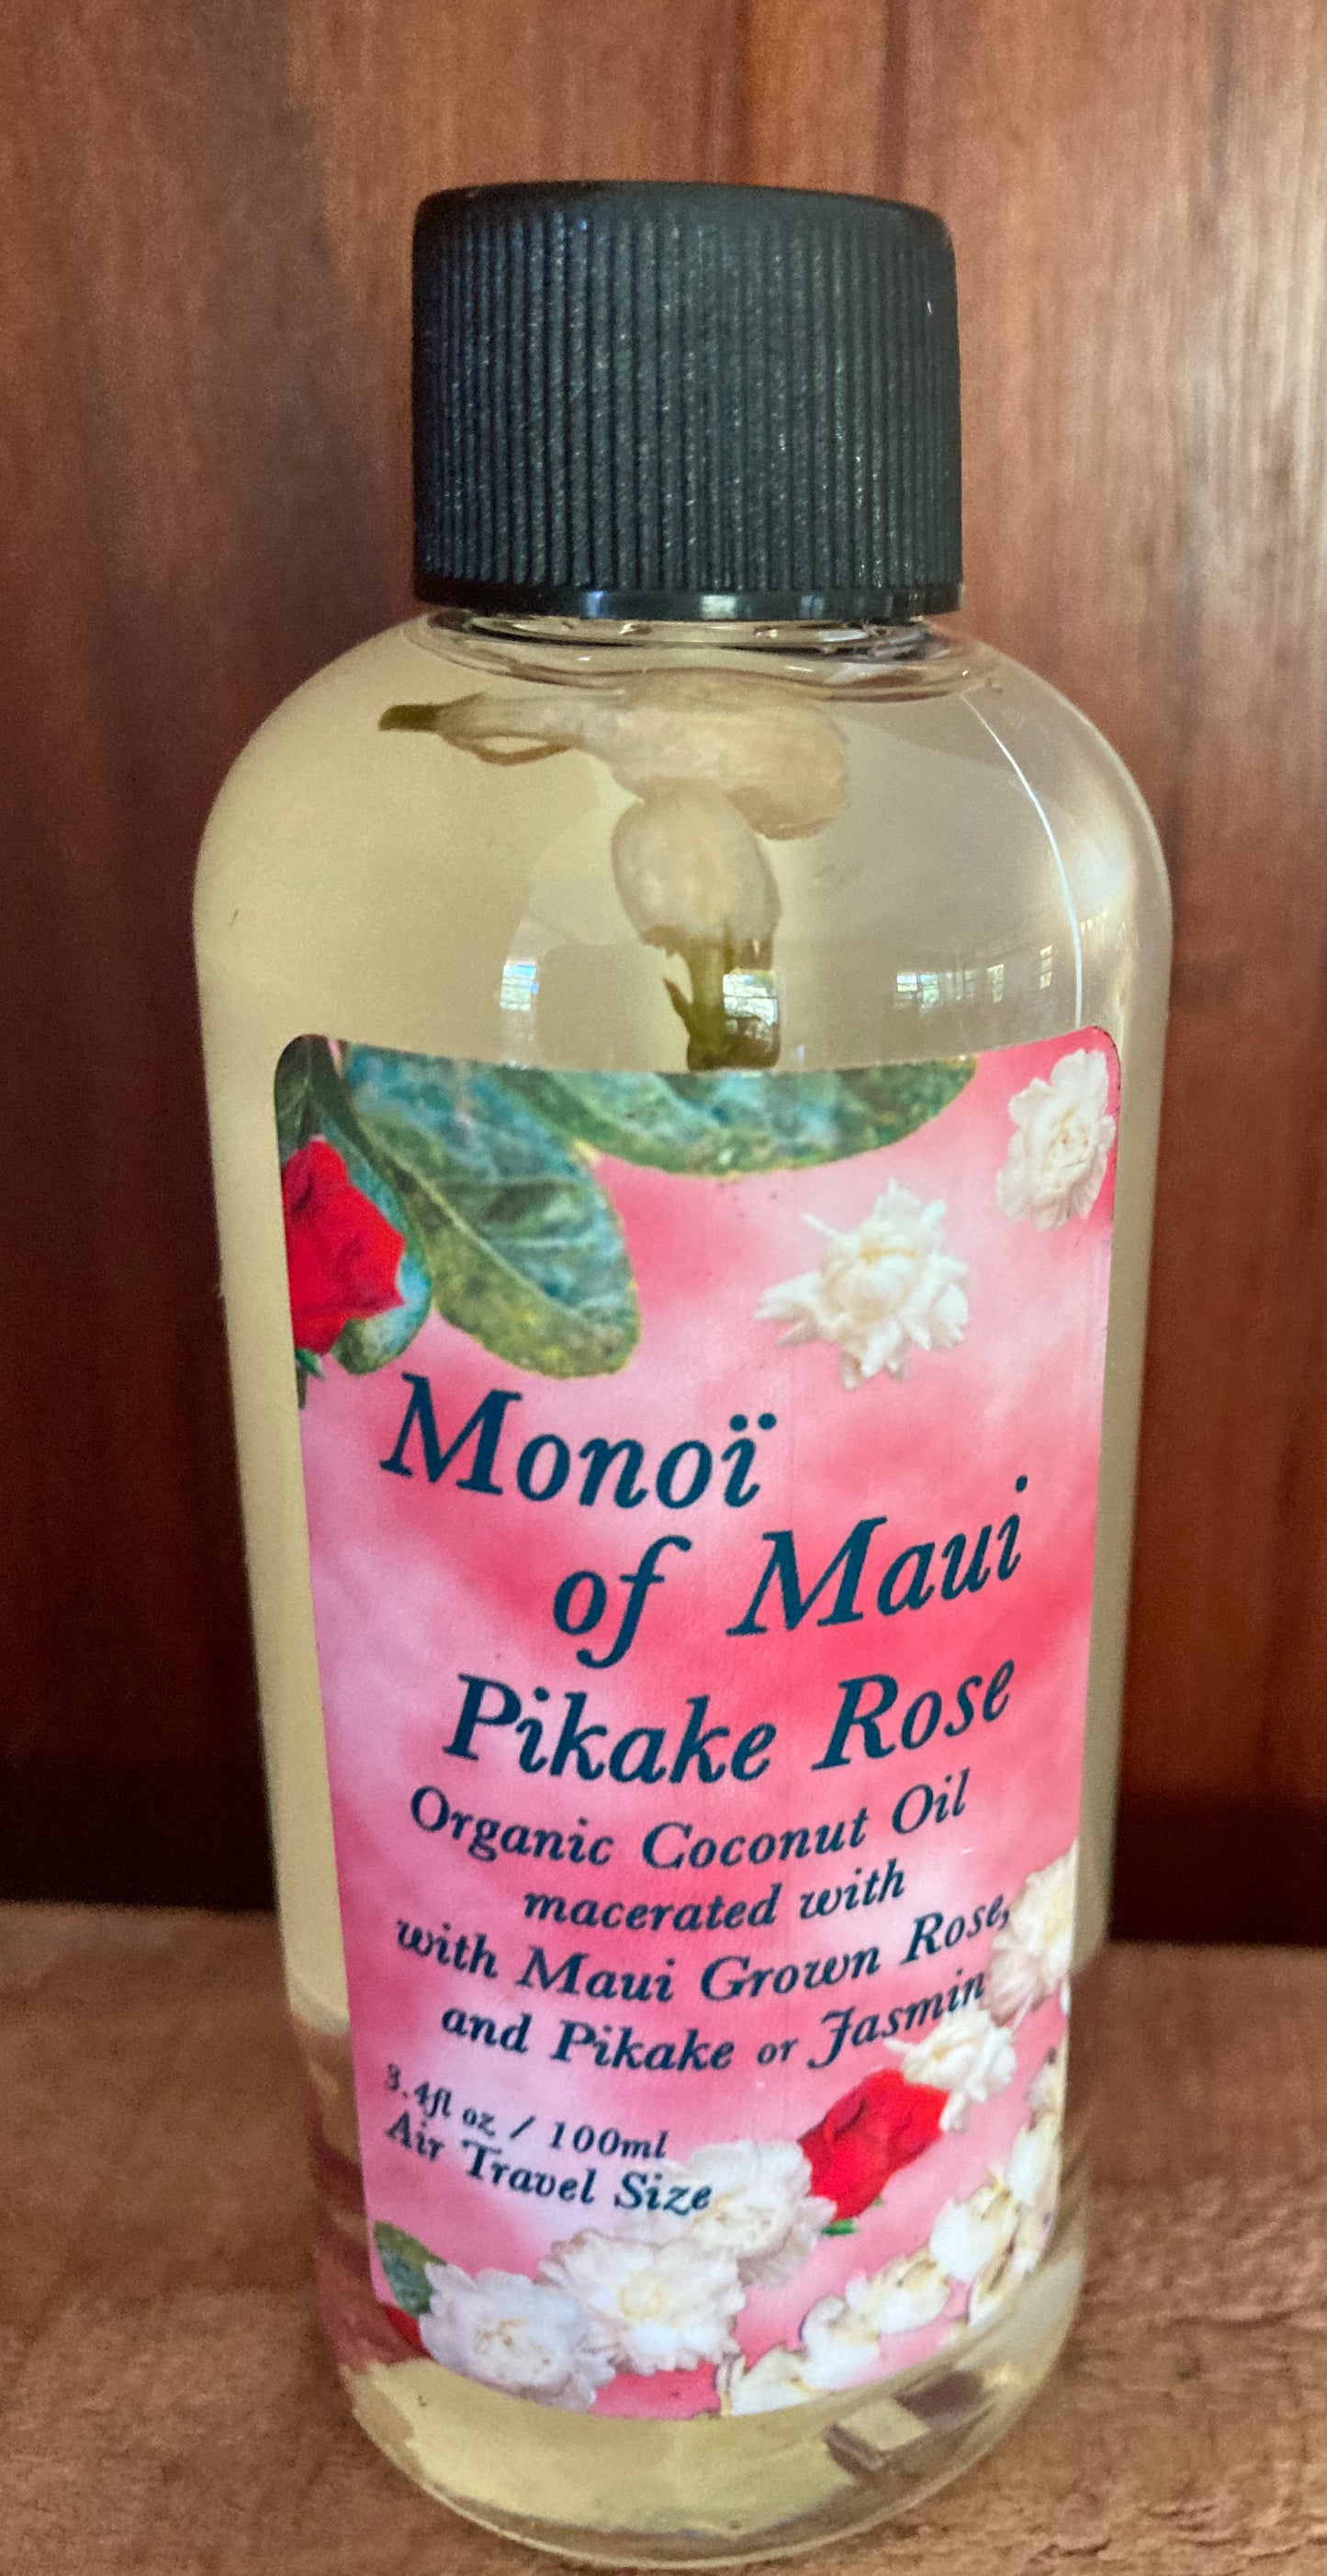 Monoï
of Maui
Pikake Rose
Organic Coconut Oil
macerated with
with Maui Grown Rose,
and Pikake or Jasmin
3.4fl oz / 100ml
Air Travel Size